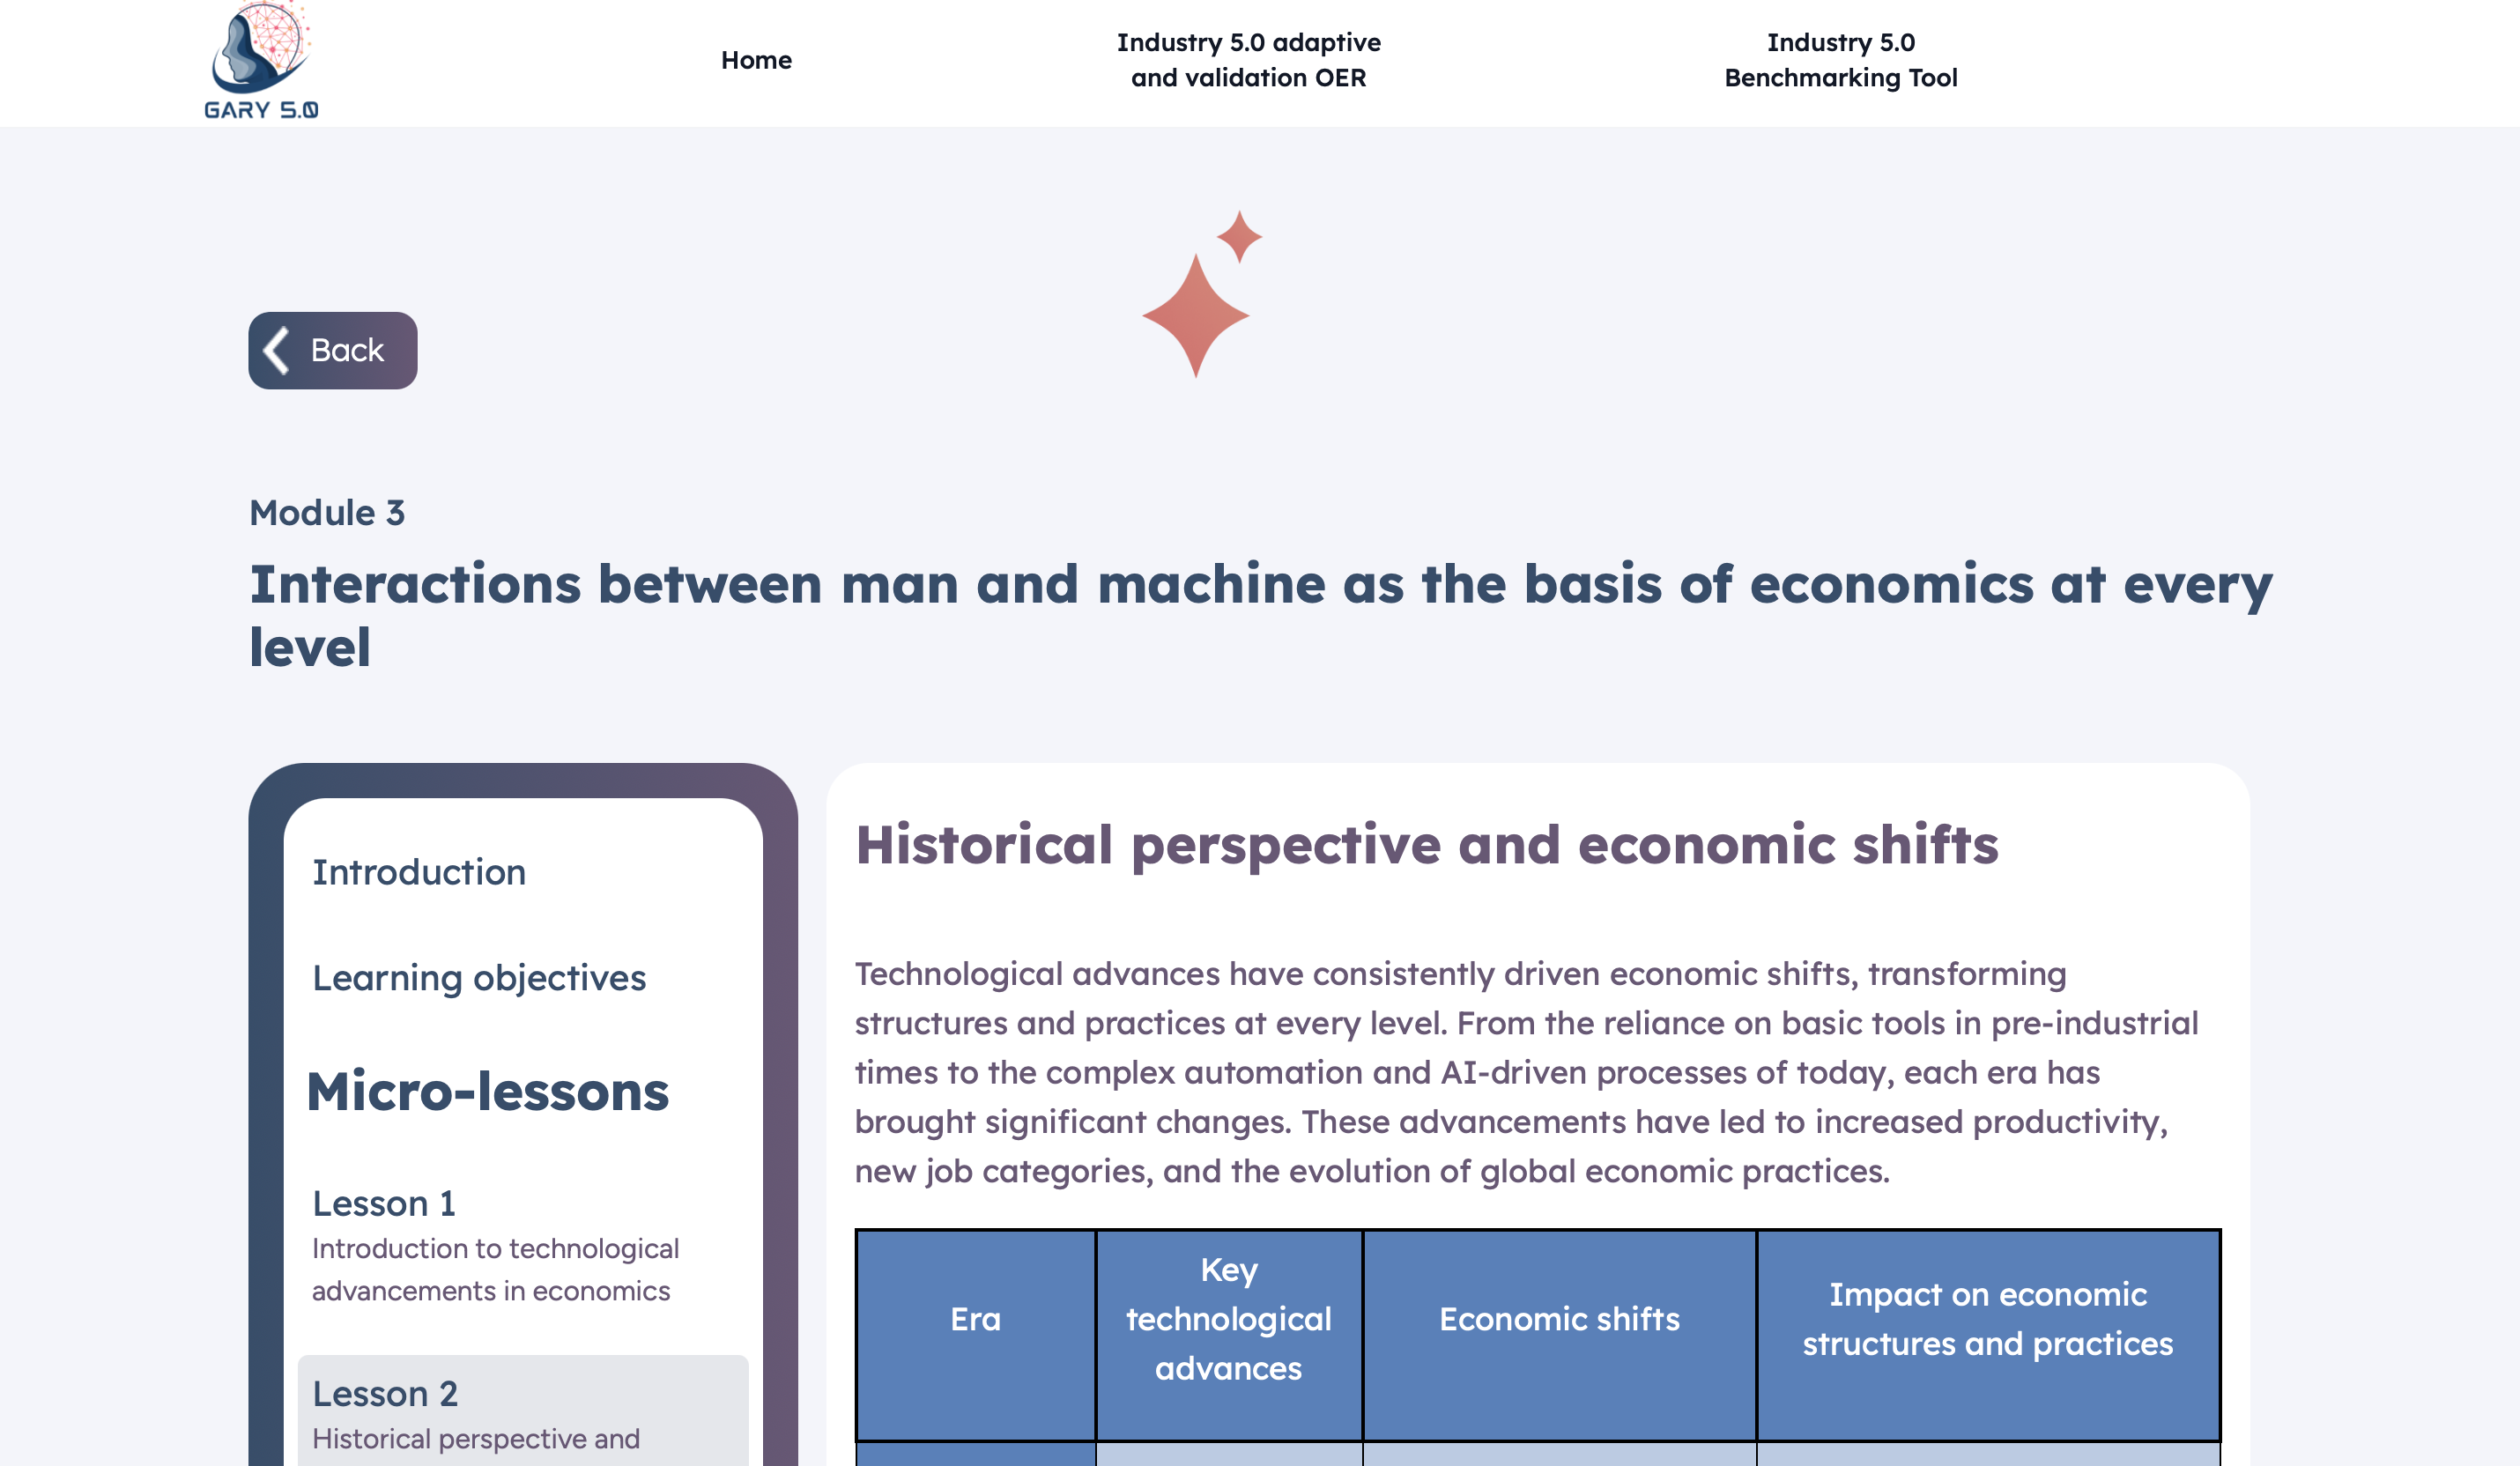 GARY 5.0
Home
Industry 5.0 adaptive
and validation OER
Industry 5.0
Benchmarking Tool
Back
Module 3
Interactions between man and machine as the basis of economics at every
level
Introduction
Learning objectives
Micro-lessons
Lesson 1
Introduction to technological
advancements in economics
Lesson 2
Historical perspective and
Historical perspective and economic shifts
Technological advances have consistently driven economic shifts, transforming
structures and practices at every level. From the reliance on basic tools in pre-industrial
times to the complex automation and AI-driven processes of today, each era has
brought significant changes. These advancements have led to increased productivity,
new job categories, and the evolution of global economic practices.
Era
Key
technological
advances
Economic shifts
Impact on economic
structures and practices